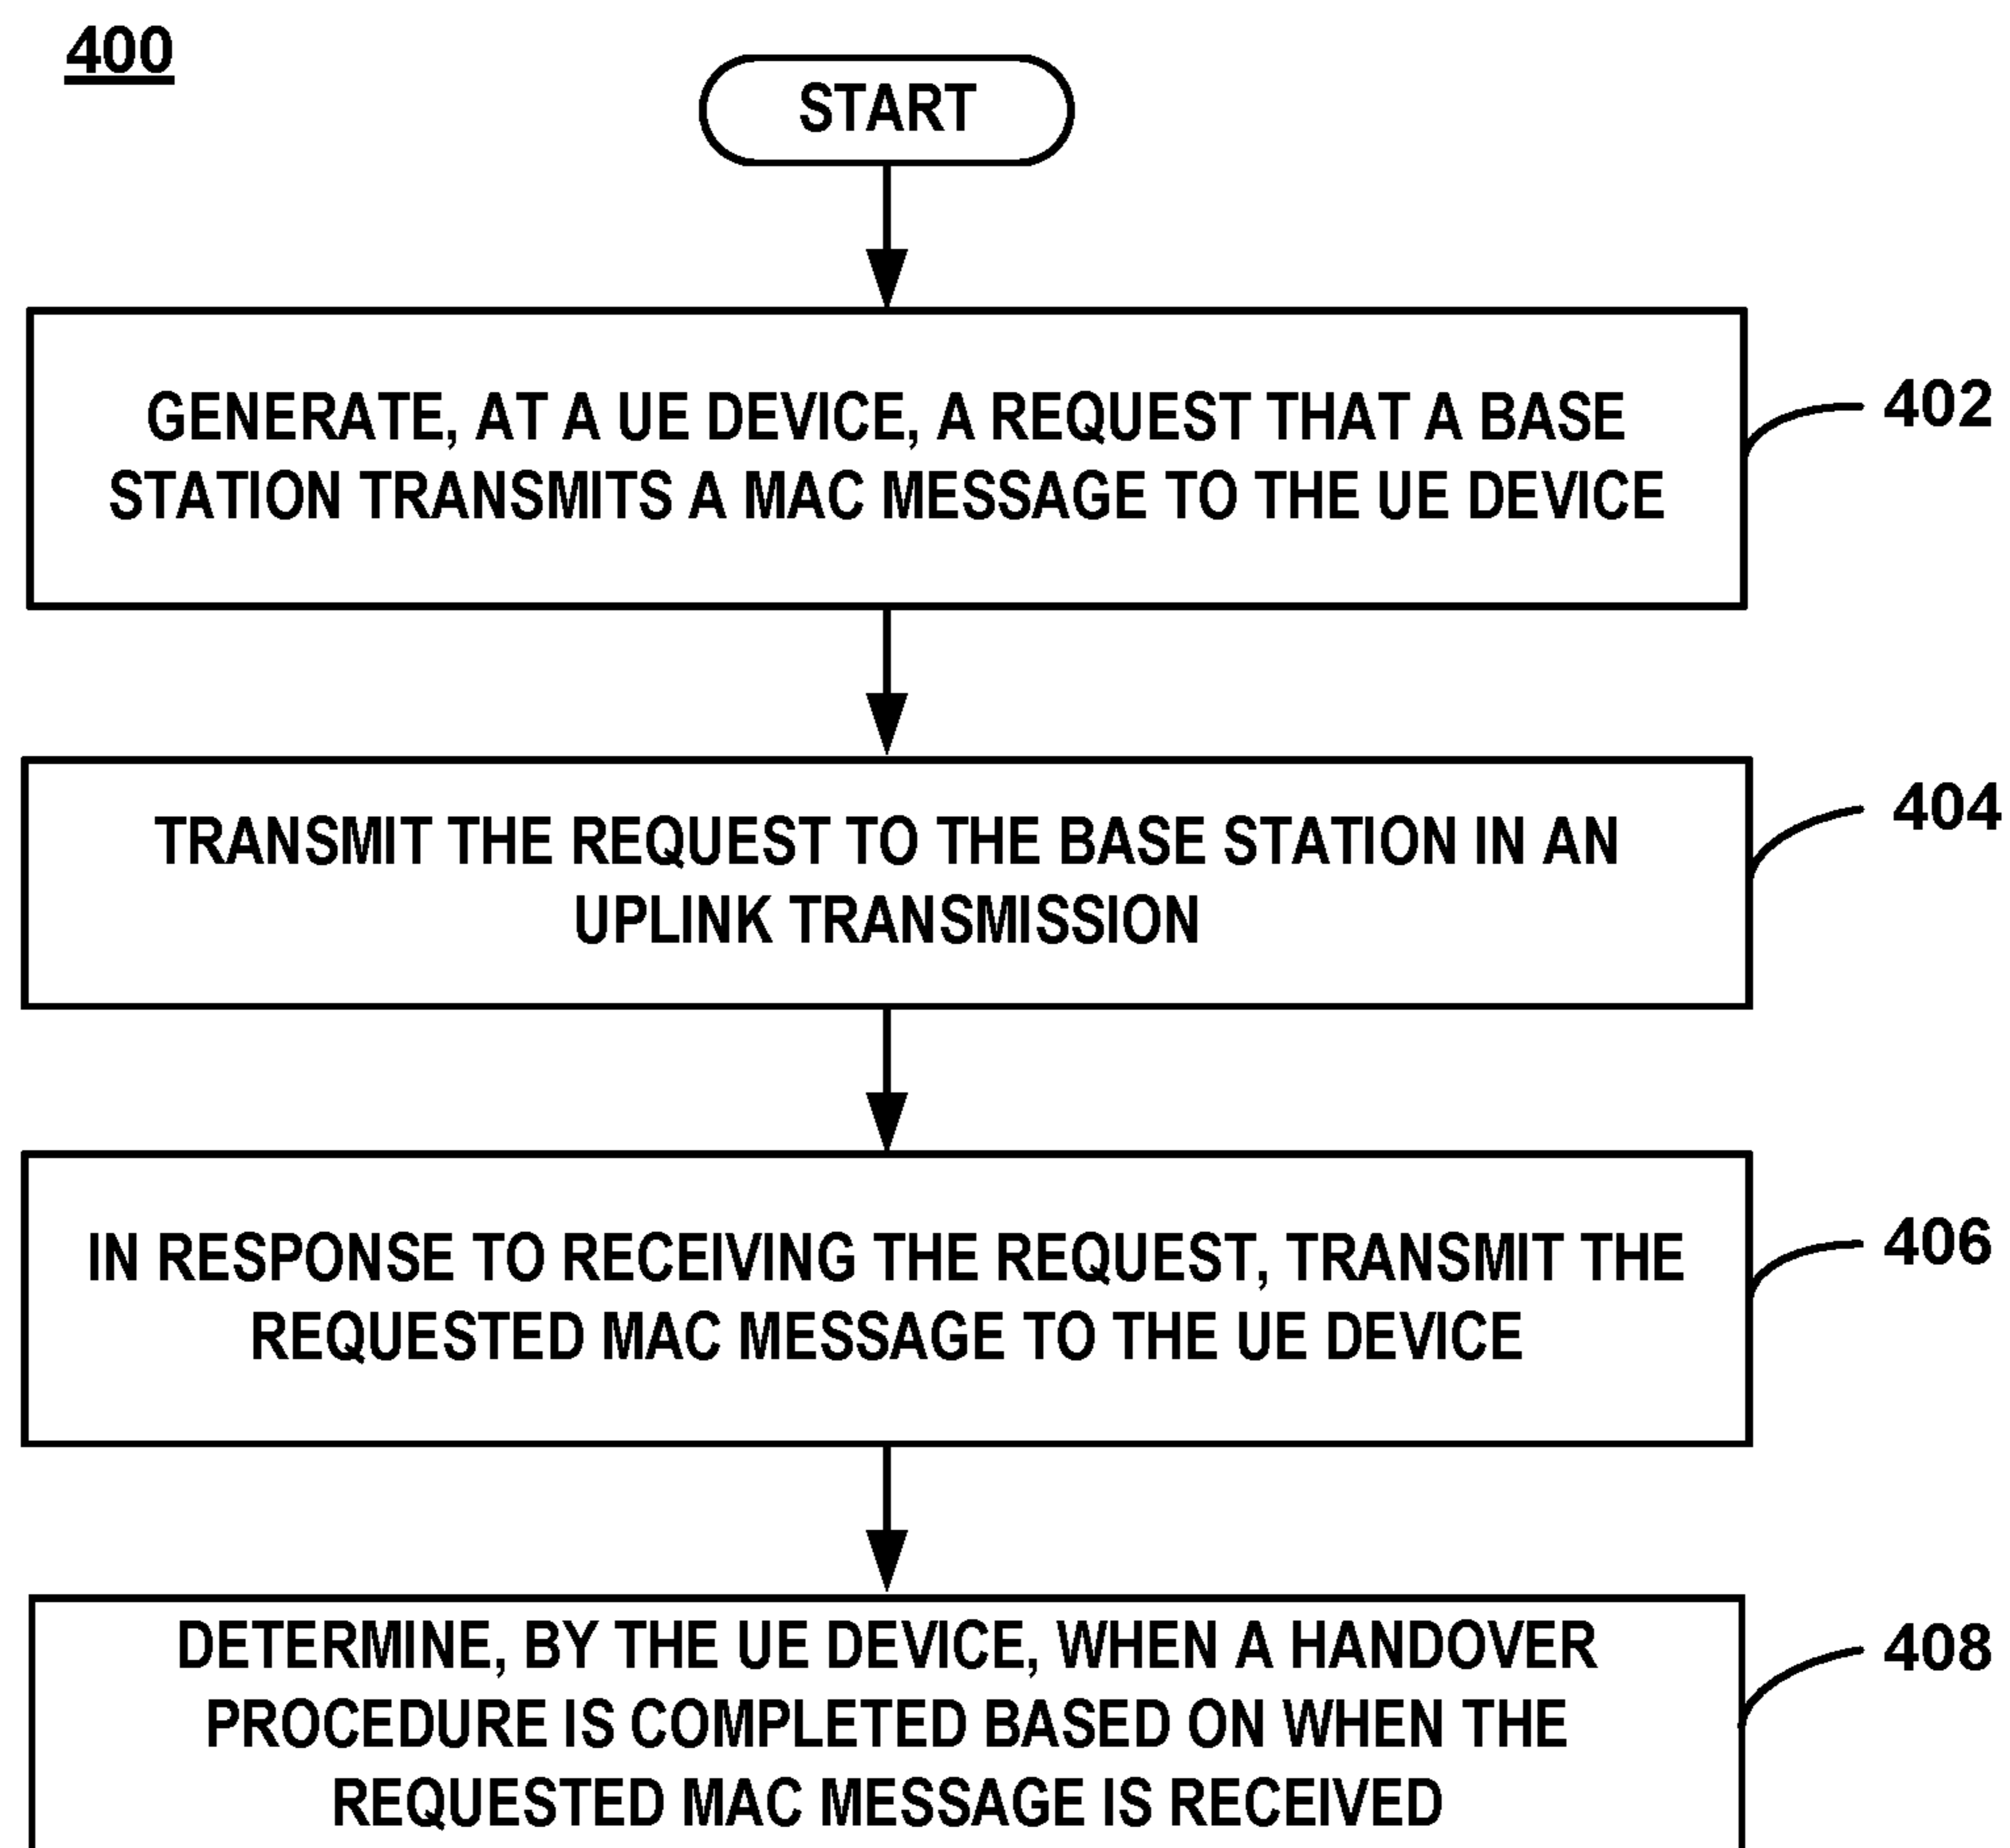 400
START
GENERATE, AT A UE DEVICE, A REQUEST THAT A BASE
STATION TRANSMITS A MAC MESSAGE TO THE UE DEVICE
402
TRANSMIT THE REQUEST TO THE BASE STATION IN AN
UPLINK TRANSMISSION
404
IN RESPONSE TO RECEIVING THE REQUEST, TRANSMIT THE
REQUESTED MAC MESSAGE TO THE UE DEVICE
406
DETERMINE, BY THE UE DEVICE, WHEN A HANDOVER
PROCEDURE IS COMPLETED BASED ON WHEN THE
REQUESTED MAC MESSAGE IS RECEIVED
408